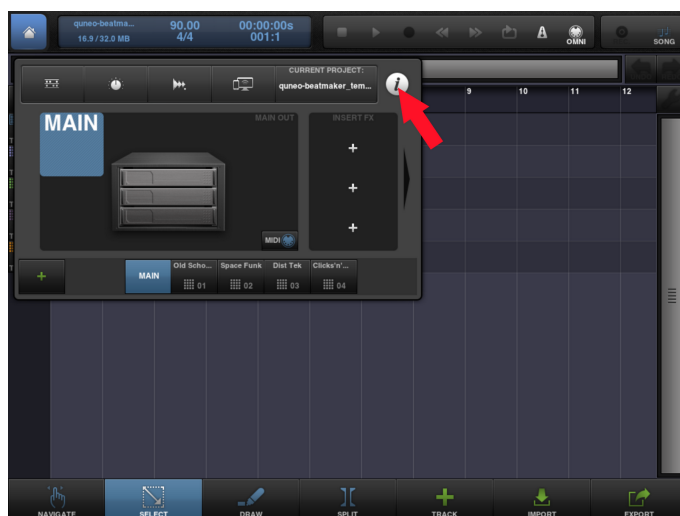 quneo-beatma...
16.9 / 32.0 MB
90.00
4/4
00:00:00s
001:1
OMNI
SONG
CURRENT PROJECT:
quneo-beatmaker_tem...
i
9
10
11
12
MAIN
MAIN OUT
INSERT FX
MIDI
MAIN
Old Scho...
01
Space Funk
02
Dist Tek
03
Clicks'n'...
04
NAVIGATE
SELECT
DRAW
SPLIT
TRACK
IMPORT
EXPORT